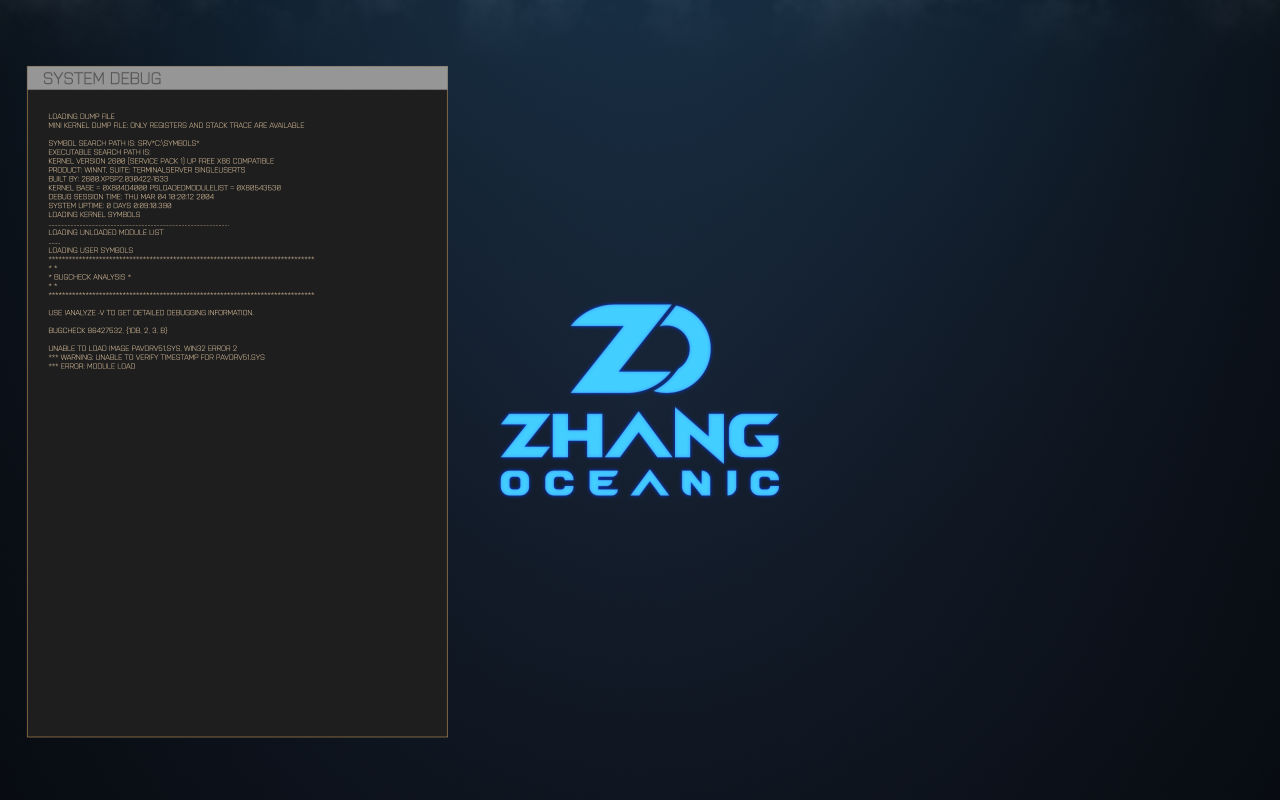 SYSTEM DEBUG
LOADING DUMP FILE
MINI KERNEL DUMP FILE: ONLY REGISTERS AND STACK TRACE ARE AVAILABLE
SYMBOL SEARCH PATH IS: SRV*C:\SYMBOLS*
EXECUTABLE SEARCH PATH IS:
KERNEL VERSION 2600 (SERVICE PACK 1) UP FREE X86 COMPATIBLE
PRODUCT: WINNT, SUITE: TERMINALSERVER SINGLEUSERTS
BUILT BY: 2600.XPSP2.030422-1633
KERNEL BASE = 0X804D4000 PSLOADEDMODULELIST = 0X80543530
DEBUG SESSION TIME: THU MAR 04 10:20:12 2004
SYSTEM UPTIME: 0 DAYS 0:09:10.390
LOADING KERNEL SYMBOLS
LOADING UNLOADED MODULE LIST
LOADING USER SYMBOLS
*******************************************************************************
* *
* BUGCHECK ANALYSIS *
* *
*******************************************************************************
USE !ANALYZE -V TO GET DETAILED DEBUGGING INFORMATION.
BUGCHECK 86427532, {1DB, 2, 3, B}
UNABLE TO LOAD IMAGE PAVDRV51.SYS, WIN32 ERROR 2
*** WARNING: UNABLE TO VERIFY TIMESTAMP FOR PAVDRV51.SYS
*** ERROR: MODULE LOAD
ZO
ZHANG
OCEANIC